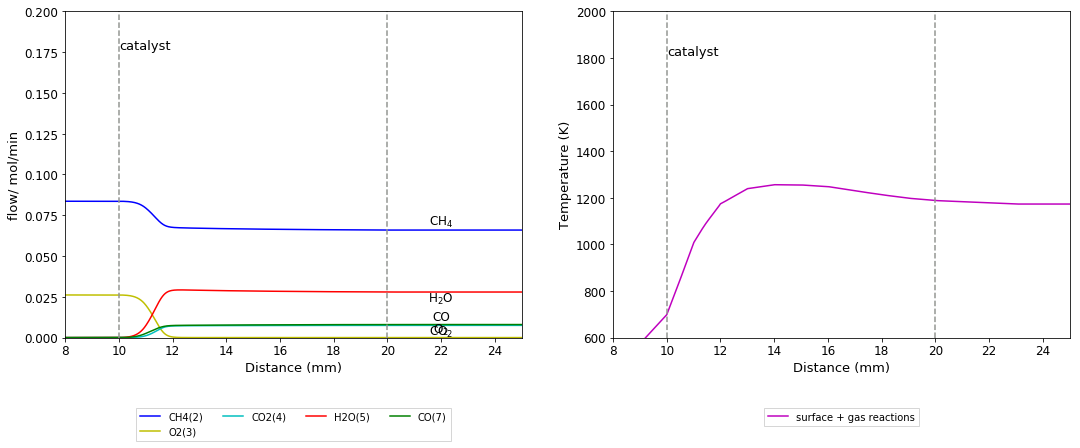 0.200
0.175
0.150
0.125
0.100
0.075
0.050
0.025
0.000
flow/ mol/min
catalyst
CH4
H2O
CO
O2
CO2
8 10 12 14 16 18 20 22 24
Distance (mm)
CH4(2) CO2(4) H2O(5) CO(7)
O2(3)
2000
1800
1600
1400
1200
1000
800
600
Temperature (K)
catalyst
8 10 12 14 16 18 20 22 24
Distance (mm)
surface + gas reactions